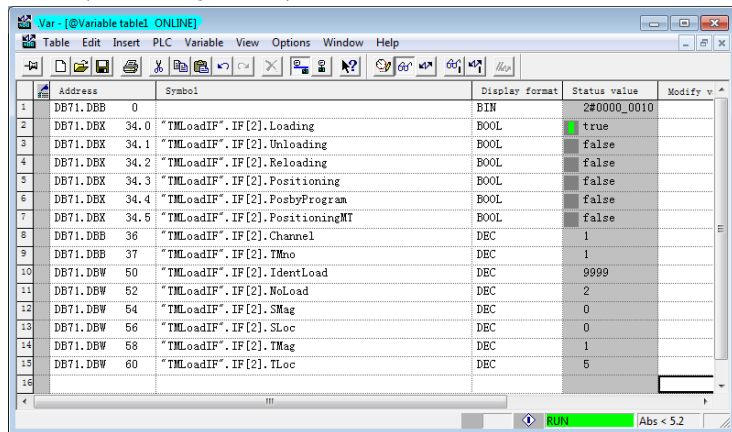 Var - [@Variable table1 ONLINE]
Table Edit Insert PLC Variable View Options Window Help
Address Symbol Display format Status value Modify v
1 DB71.DBB 0 BIN 2#0000_0010
2 DB71.DBX 34.0 "TMLoadIF".IF[2].Loading BOOL true
3 DB71.DBX 34.1 "TMLoadIF".IF[2].Unloading BOOL false
4 DB71.DBX 34.2 "TMLoadIF".IF[2].Reloading BOOL false
5 DB71.DBX 34.3 "TMLoadIF".IF[2].Positioning BOOL false
6 DB71.DBX 34.4 "TMLoadIF".IF[2].PosbyProgram BOOL false
7 DB71.DBX 34.5 "TMLoadIF".IF[2].PositioningMT BOOL false
8 DB71.DBB 36 "TMLoadIF".IF[2].Channel DEC 1
9 DB71.DBB 37 "TMLoadIF".IF[2].TMno DEC 1
10 DB71.DBW 50 "TMLoadIF".IF[2].IdentLoad DEC 9999
11 DB71.DBW 52 "TMLoadIF".IF[2].NoLoad DEC 2
12 DB71.DBW 54 "TMLoadIF".IF[2].SMag DEC 0
13 DB71.DBW 56 "TMLoadIF".IF[2].SLoc DEC 0
14 DB71.DBW 58 "TMLoadIF".IF[2].TMag DEC 1
15 DB71.DBW 60 "TMLoadIF".IF[2].TLoc DEC 5
16
RUN Abs < 5.2